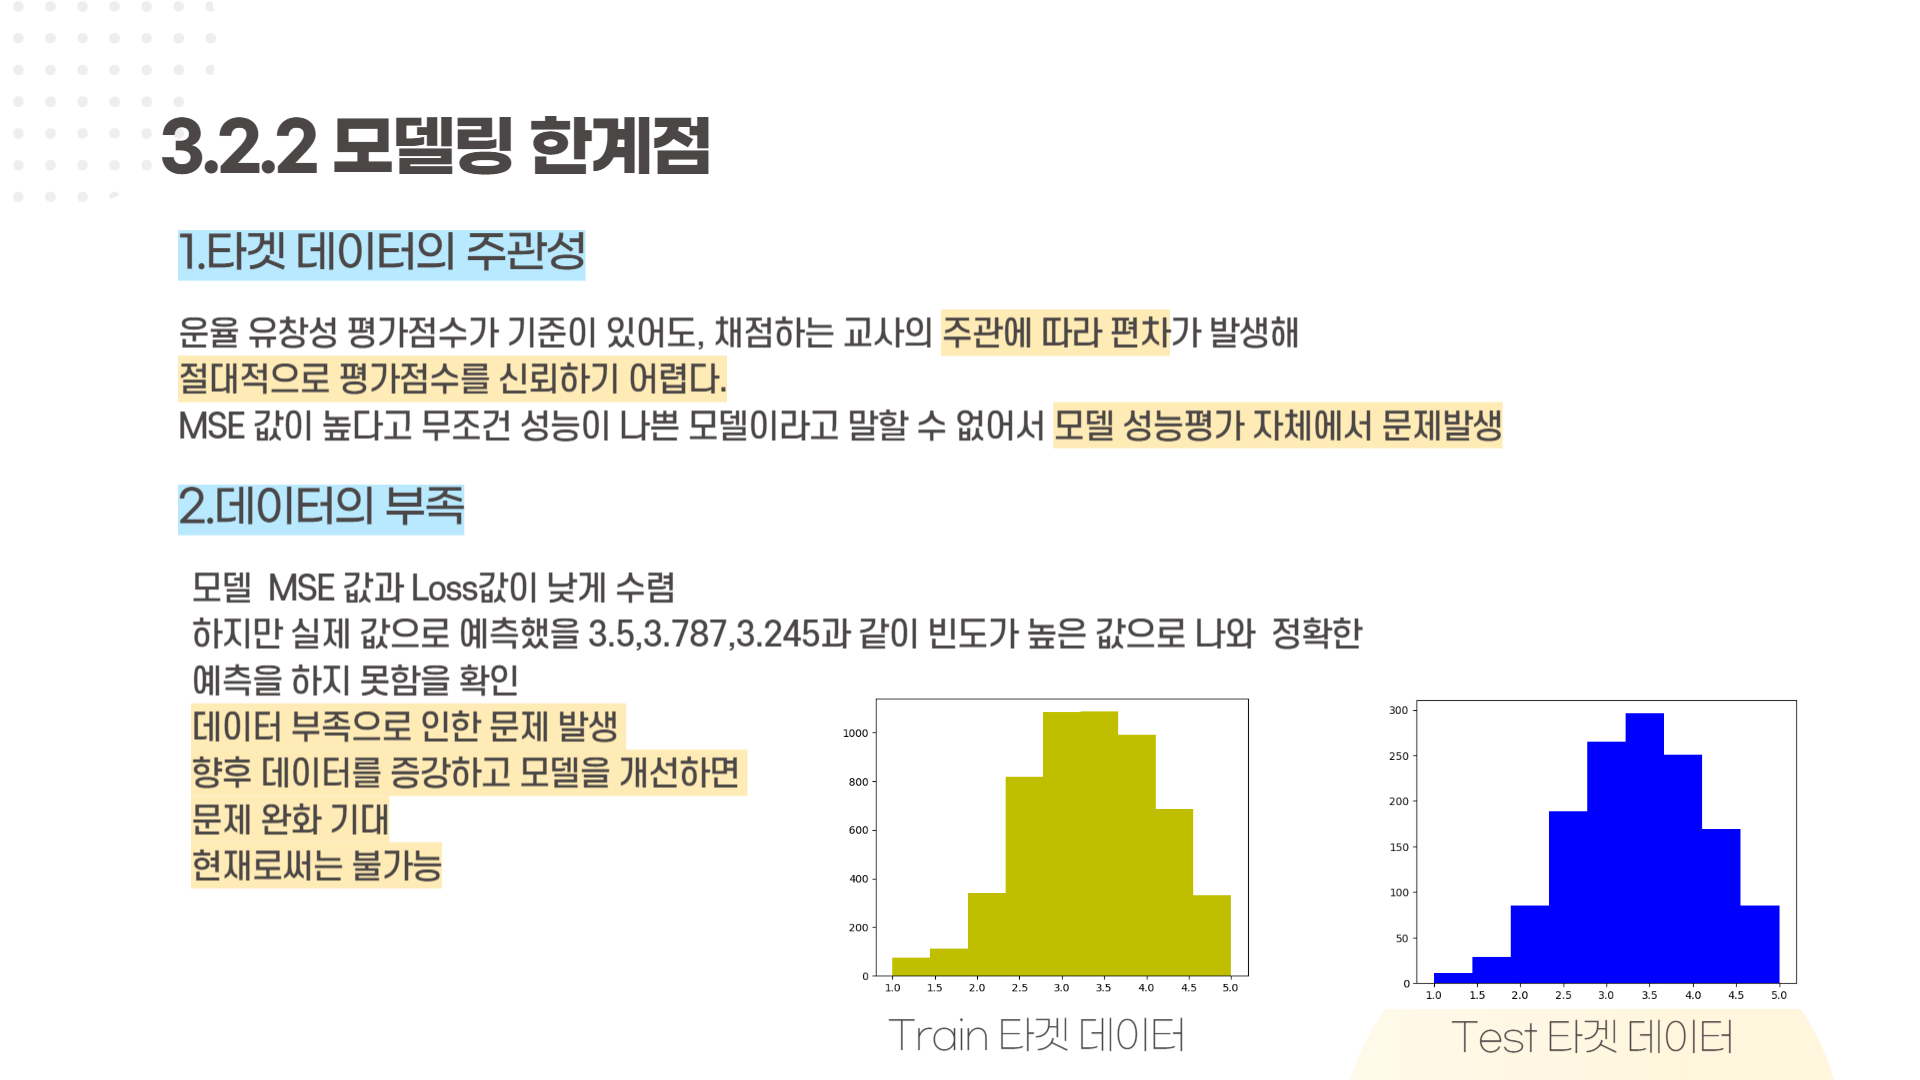 3.2.2 모델링 한계점
1.타겟 데이터의 주관성
운율 유창성 평가점수가 기준이 있어도, 채점하는 교사의 주관에 따라 편차가 발생해
절대적으로 평가점수를 신뢰하기 어렵다.
MSE 값이 높다고 무조건 성능이 나쁜 모델이라고 말할 수 없어서 모델 성능평가 자체에서 문제발생
2.데이터의 부족
모델  MSE 값과 Loss값이 낮게 수렴
하지만 실제 값으로 예측했을 3.5,3.787,3.245과 같이 빈도가 높은 값으로 나와  정확한
예측을 하지 못함을 확인
데이터 부족으로 인한 문제 발생
향후 데이터를 증강하고 모델을 개선하면
문제 완화 기대
현재로써는 불가능
1000
800
600
400
200
0
1.0 1.5 2.0 2.5 3.0 3.5 4.0 4.5 5.0
Train 타겟 데이터
300
250
200
150
100
50
0
1.0 1.5 2.0 2.5 3.0 3.5 4.0 4.5 5.0
Test 타겟 데이터